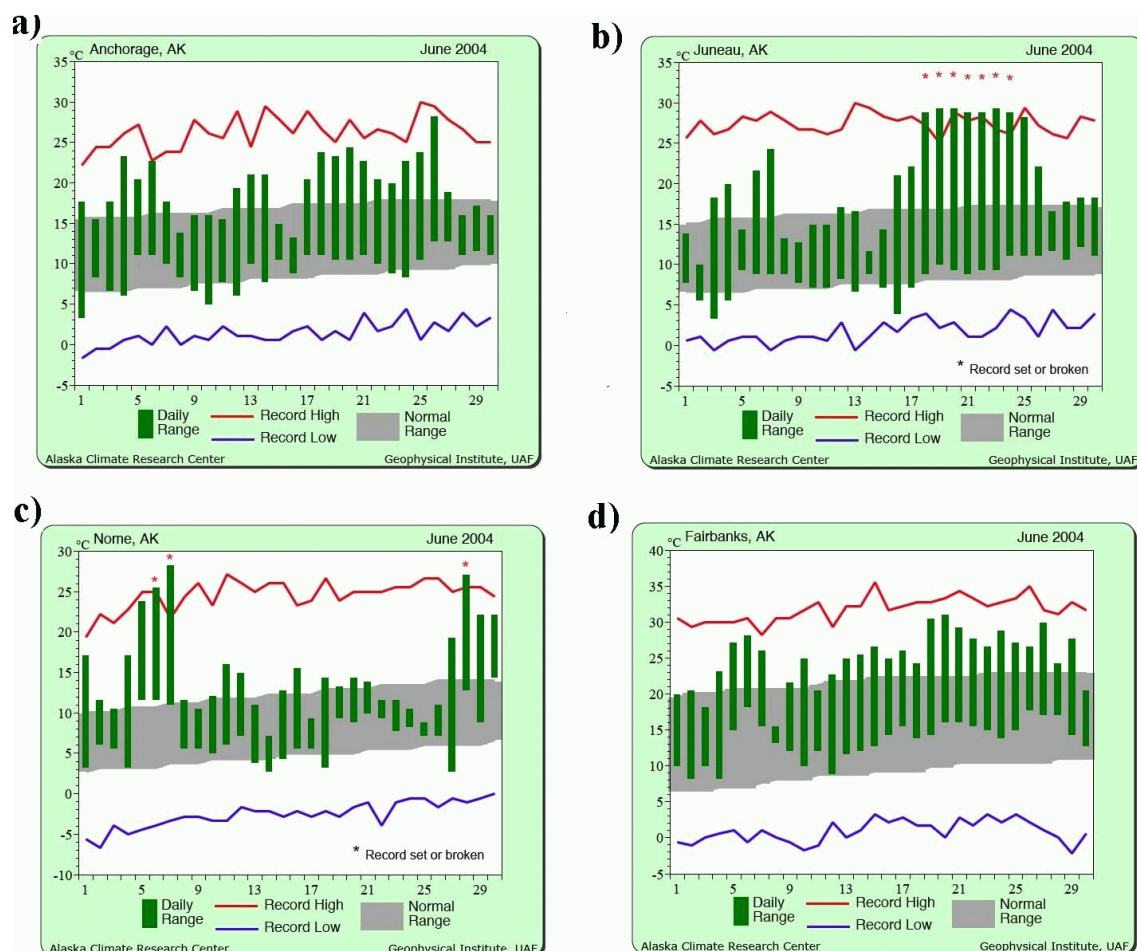 a)
°C Anchorage, AK June 2004
35
30
25
20
15
10
5
0
-5
1 5 9 13 17 21 25 29
Daily Range Record High Normal Range
Record Low
Alaska Climate Research Center Geophysical Institute, UAF
b)
°C Juneau, AK June 2004
* * * * * * *
35
30
25
20
15
10
5
0
-5
* Record set or broken
1 5 9 13 17 21 25 29
Daily Range Record High Normal Range
Record Low
Alaska Climate Research Center Geophysical Institute, UAF
c)
°C Nome, AK June 2004
* * *
30
25
20
15
10
5
0
-5
-10
* Record set or broken
1 5 9 13 17 21 25 29
Daily Range Record High Normal Range
Record Low
Alaska Climate Research Center Geophysical Institute, UAF
d)
°C Fairbanks, AK June 2004
40
35
30
25
20
15
10
5
0
-5
1 5 9 13 17 21 25 29
Daily Range Record High Normal Range
Record Low
Alaska Climate Research Center Geophysical Institute, UAF